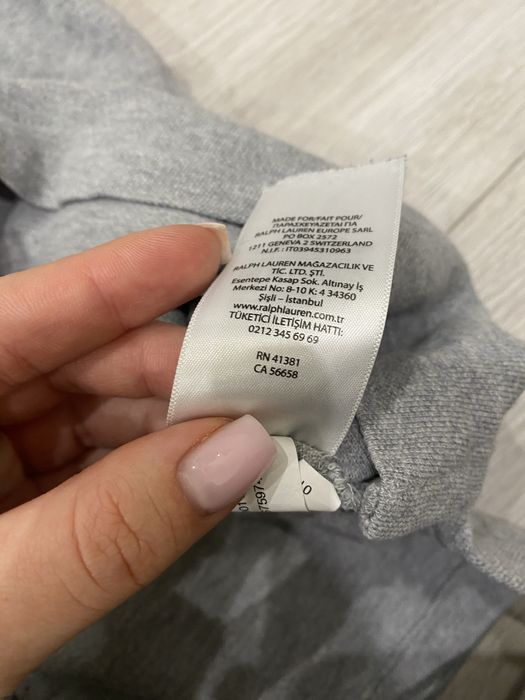 MADE FOR/FAIT POUR/
ΠΑΡΑΣΚΕΥΑΖΕΤΑΙ ΓΙΑ
RALPH LAUREN EUROPE SARL
PO BOX 2572
1211 GENEVA 2 SWITZERLAND
N.I.F. : IT03945310963
RALPH LAUREN MAĞAZACILIK VE
TİC. LTD. ŞTİ.
Esentepe Kasap Sok. Altınay İş
Merkezi No: 8-10 K: 4 34360
Şişli – İstanbul
www.ralphlauren.com.tr
TÜKETİCİ İLETİŞİM HATTI:
0212 345 69 69
RN 41381
CA 56658